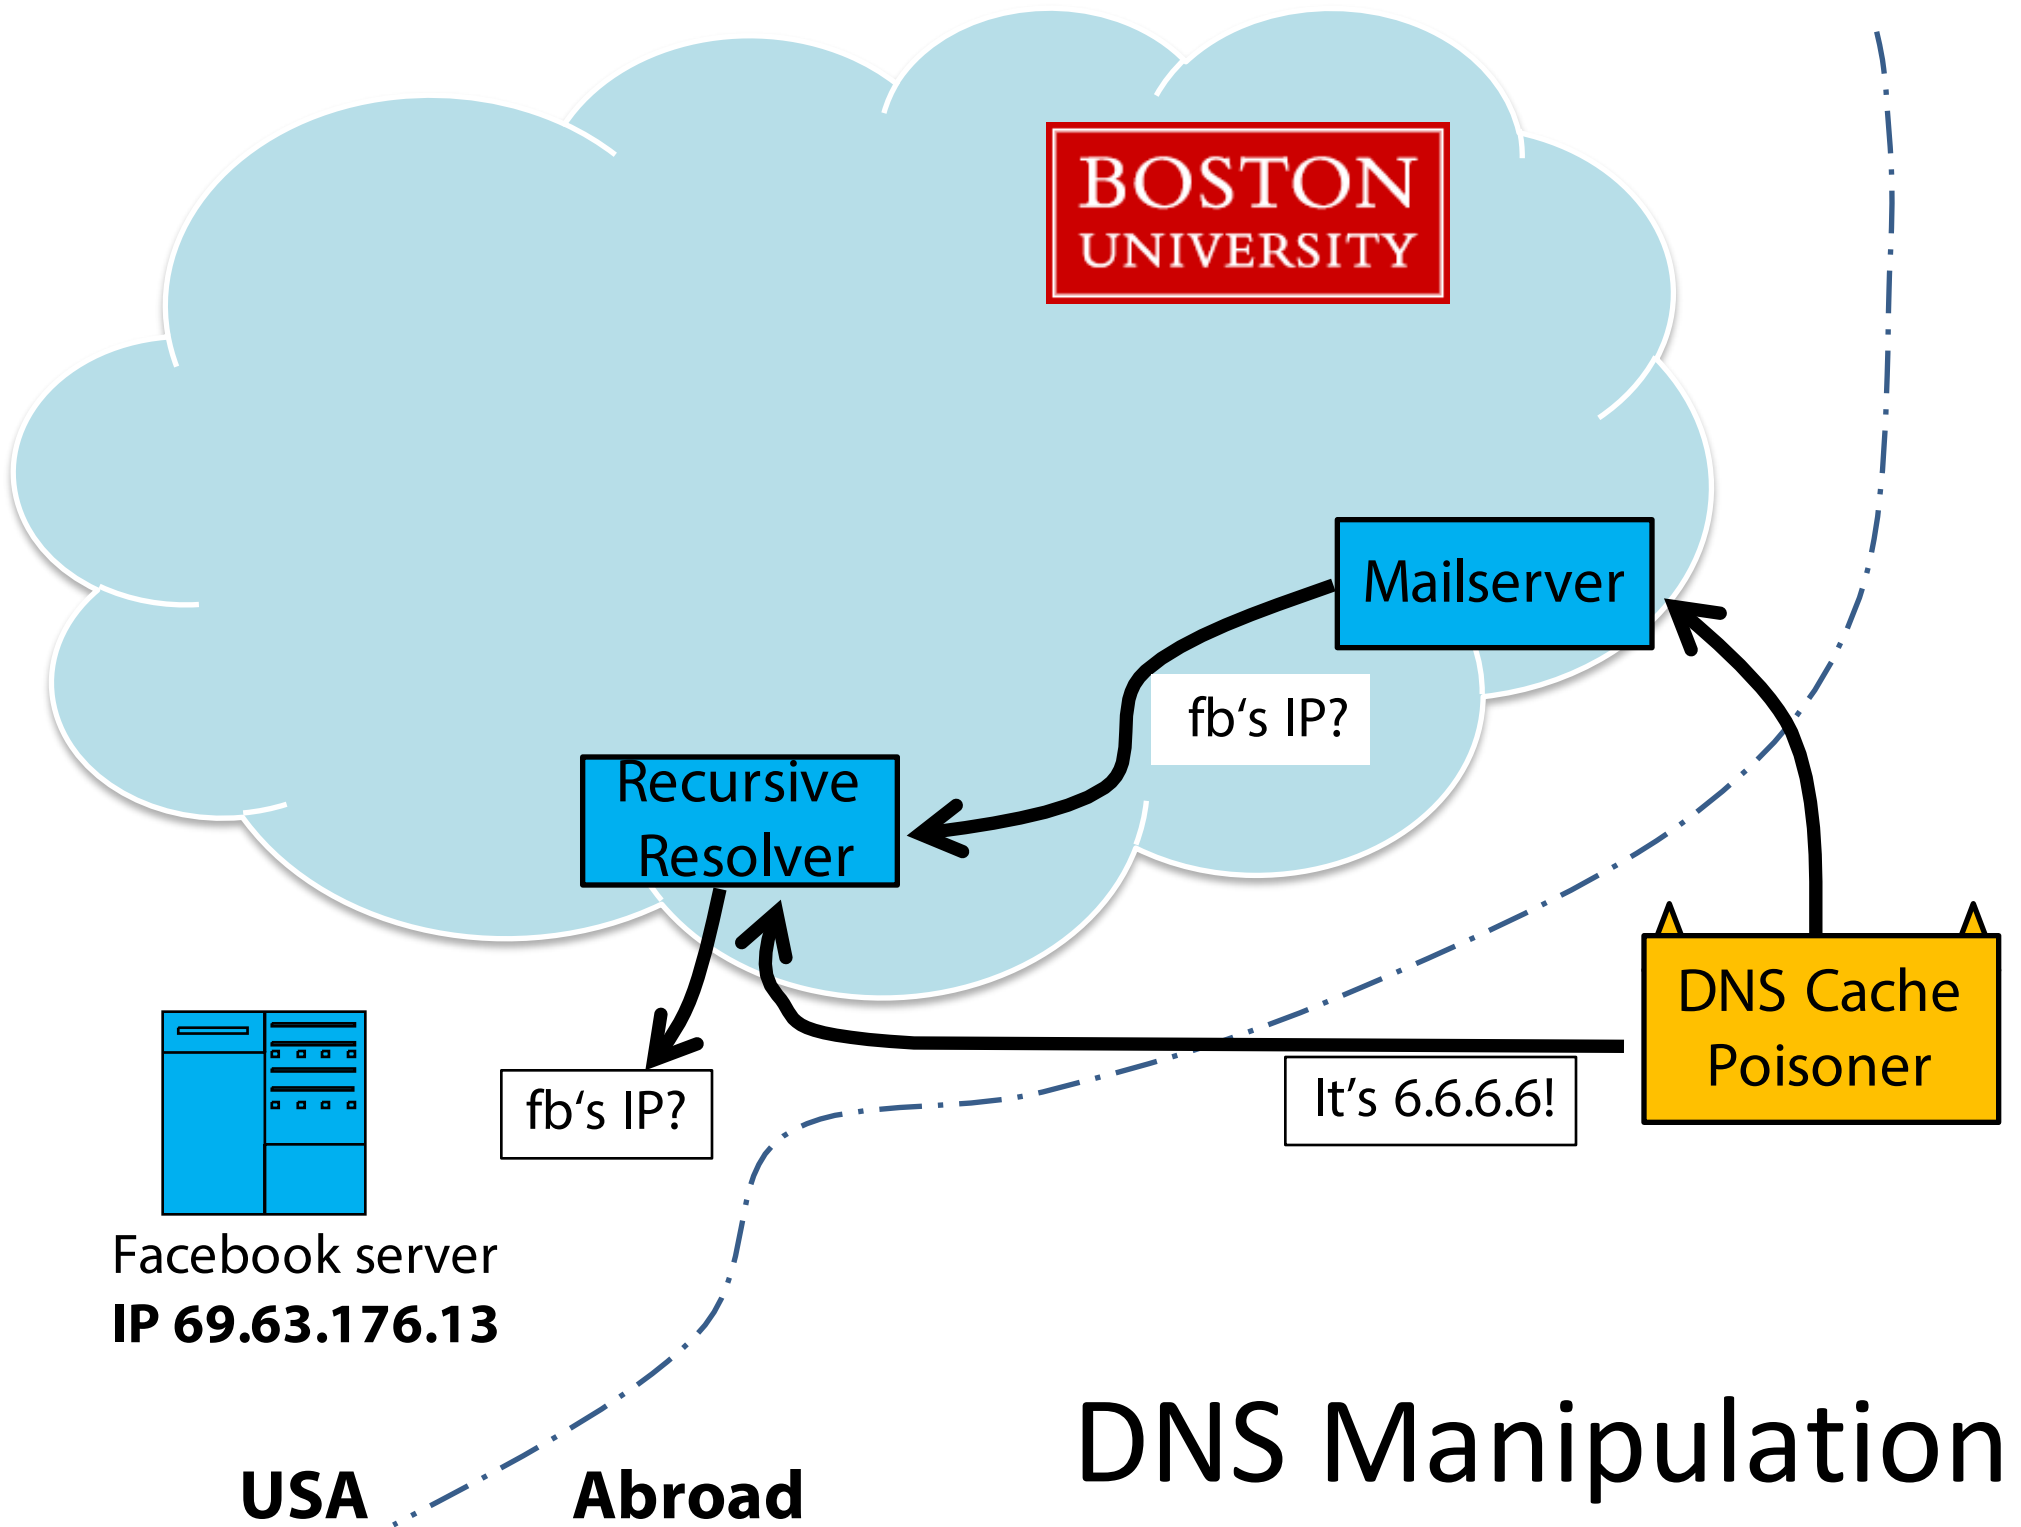 BOSTON
UNIVERSITY
Mailserver
fb‘s IP?
Recursive
Resolver
DNS Cache
Poisoner
It’s 6.6.6.6!
fb‘s IP?
Facebook server
IP 69.63.176.13
DNS Manipulation
USA
Abroad